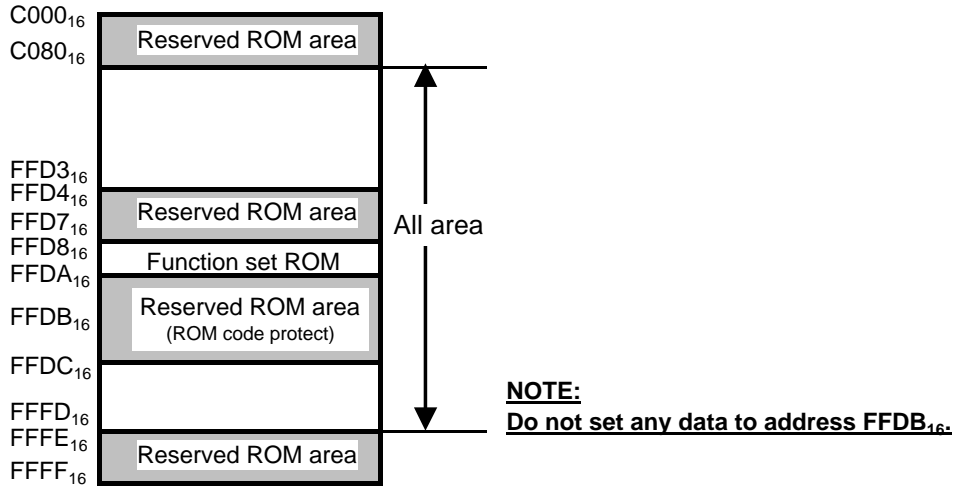 C000₁₆
Reserved ROM area
C080₁₆
FFD3₁₆
FFD4₁₆
Reserved ROM area
FFD7₁₆
All area
FFD8₁₆
Function set ROM
FFDA₁₆
Reserved ROM area
FFDB₁₆
(ROM code protect)
FFDC₁₆
NOTE:
FFFD₁₆
Do not set any data to address FFDB₁₆.
FFFE₁₆
Reserved ROM area
FFFF₁₆